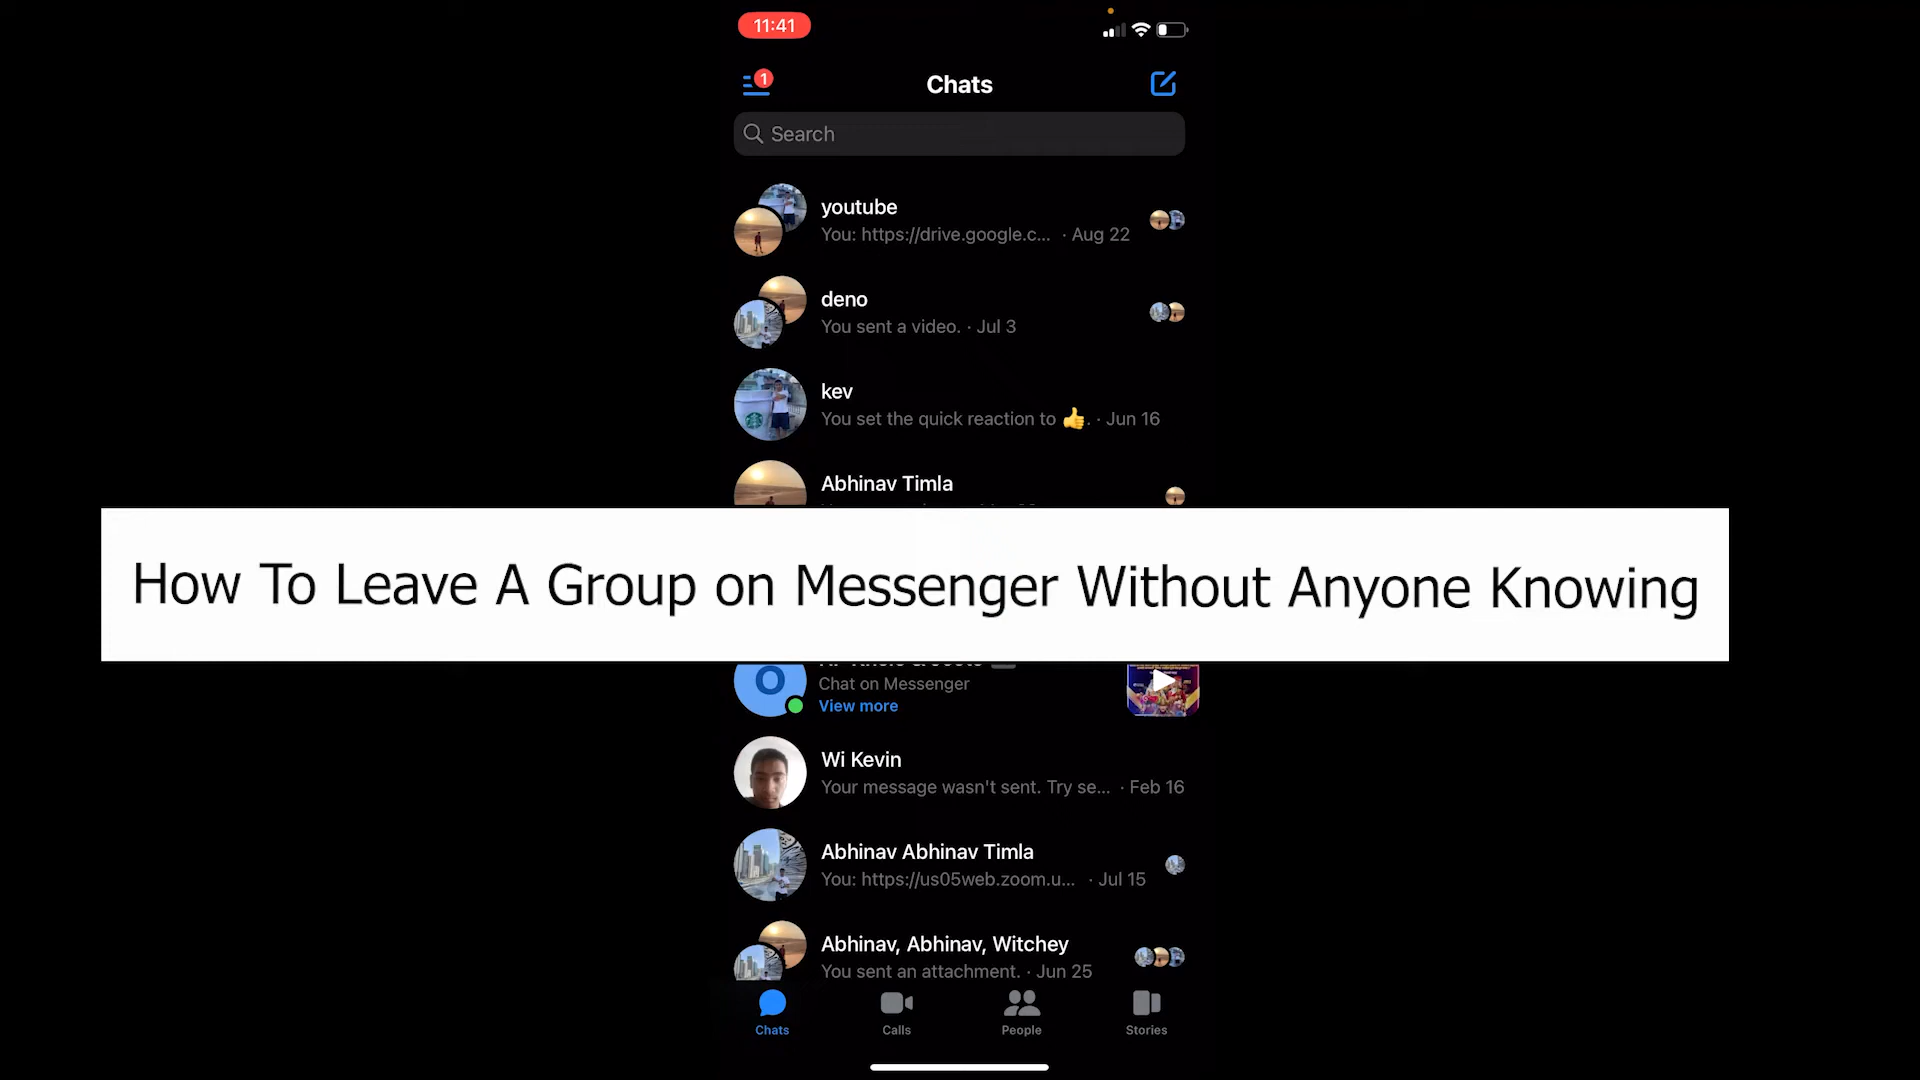 11:41
1
Chats
Search
youtube
You: https://drive.google.c... · Aug 22
deno
You sent a video. · Jul 3
kev
You set the quick reaction to 👍. · Jun 16
Abhinav Timla
How To Leave A Group on Messenger Without Anyone Knowing
O
Chat on Messenger
View more
Wi Kevin
Your message wasn't sent. Try se... · Feb 16
Abhinav Abhinav Timla
You: https://us05web.zoom.u... · Jul 15
Abhinav, Abhinav, Witchey
You sent an attachment. · Jun 25
Chats
Calls
People
Stories